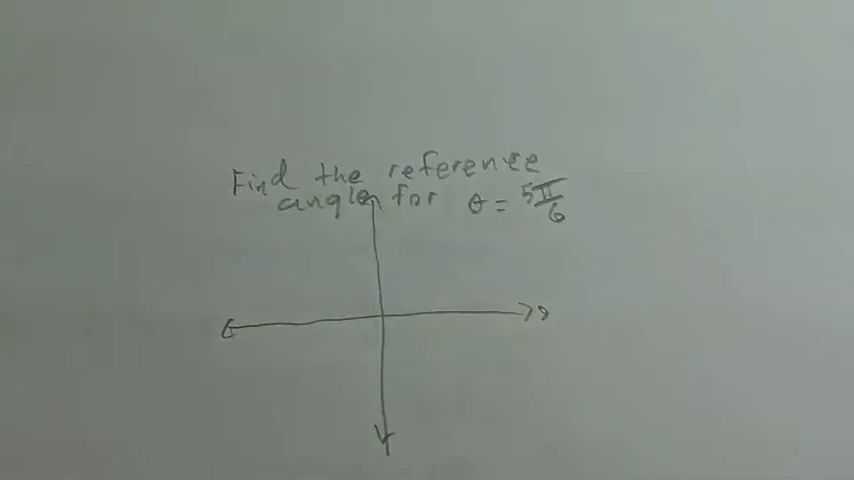 Find the reference
angle for θ = 5π/6